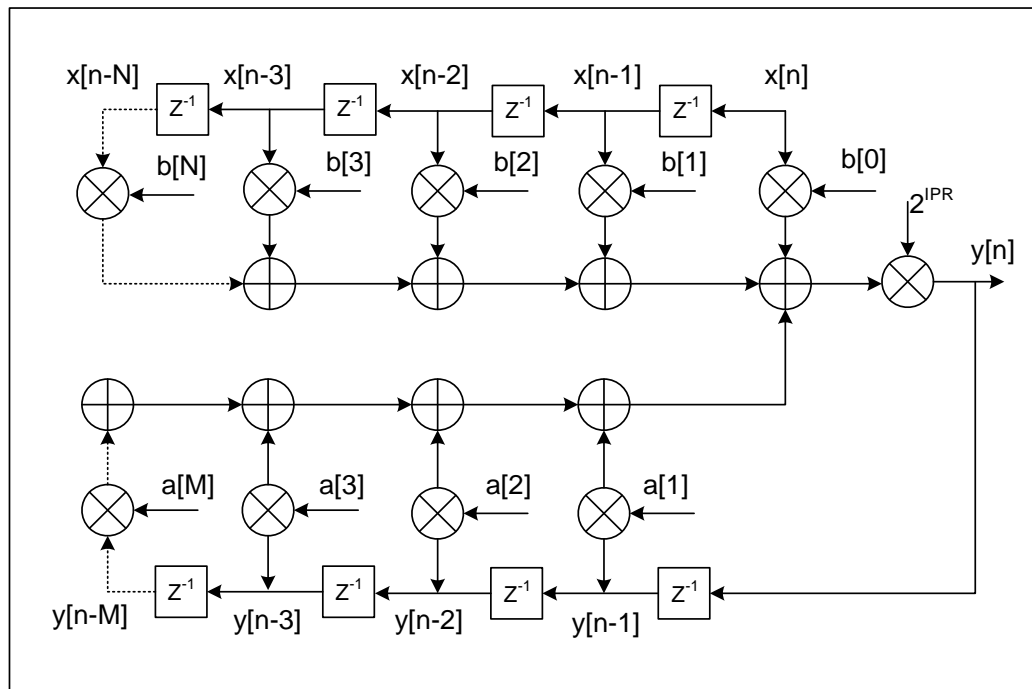 x[n-N] x[n-3] x[n-2] x[n-1] x[n]
Z-1 Z-1 Z-1 Z-1
b[N] b[3] b[2] b[1] b[0]
2IPR
y[n]
a[M] a[3] a[2] a[1]
Z-1 Z-1 Z-1 Z-1
y[n-M] y[n-3] y[n-2] y[n-1]